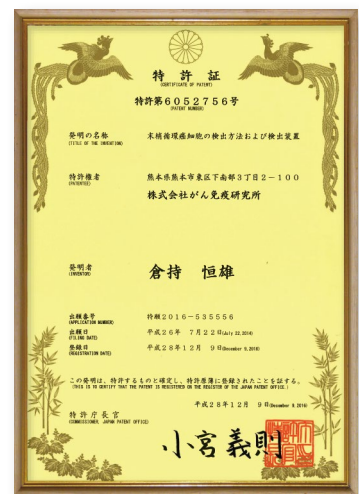 特許証
(CERTIFICATE OF PATENT)
特許第6052756号
(PATENT NUMBER)
発明の名称
(TITLE OF THE INVENTION)
末梢循環癌細胞の検出方法および検出装置
特許権者
(PATENTEE)
熊本県熊本市東区下南部3丁目2－100
株式会社がん免疫研究所
発明者
(INVENTOR)
倉持 恒雄
出願番号
(APPLICATION NUMBER)
特願2016－535556
出願日
(FILING DATE)
平成26年 7月22日(July 22,2014)
登録日
(REGISTRATION DATE)
平成28年12月 9日(December 9,2016)
この発明は、特許するものと確定し、特許原簿に登録されたことを証する。
(THIS IS TO CERTIFY THAT THE PATENT IS REGISTERED ON THE REGISTER OF THE JAPAN PATENT OFFICE.)
平成28年12月 9日(December 9,2016)
特許庁長官
(COMMISSIONER, JAPAN PATENT OFFICE)
小宮義則